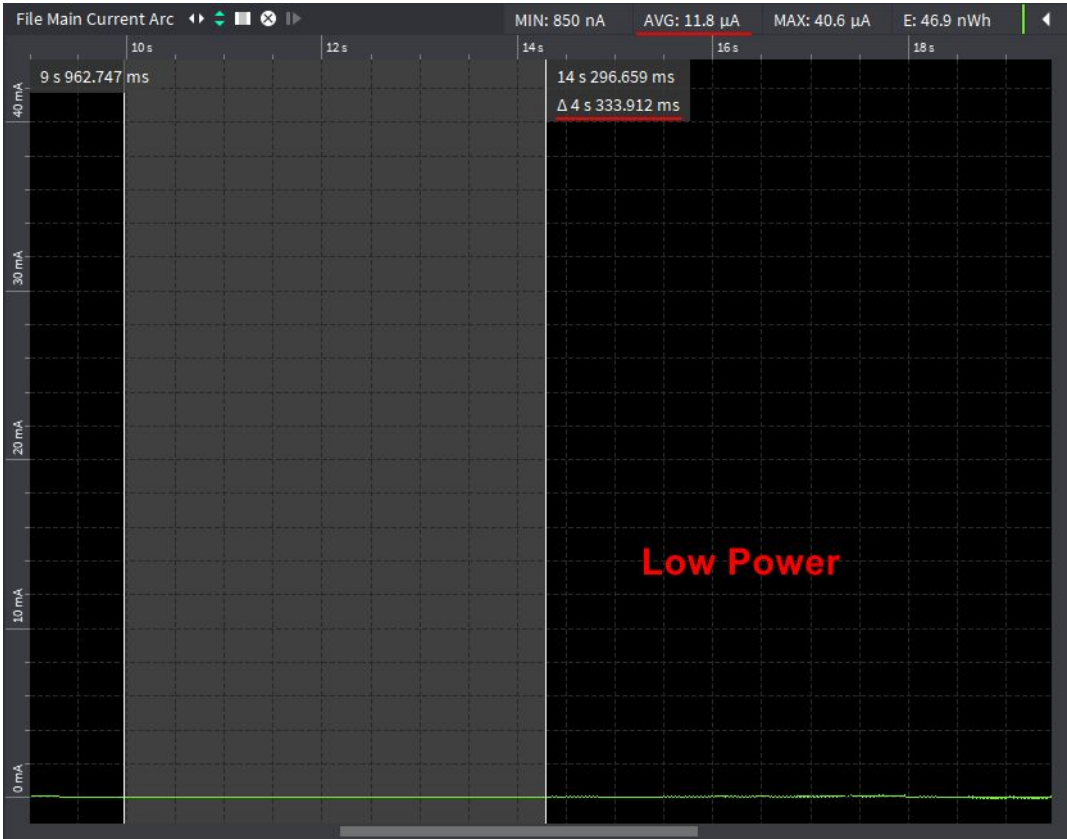 File Main Current Arc MIN: 850 nA AVG: 11.8 µA MAX: 40.6 µA E: 46.9 nWh
10 s 12 s 14 s 16 s 18 s
9 s 962.747 ms 14 s 296.659 ms
Δ 4 s 333.912 ms
40 mA
30 mA
20 mA
Low Power
10 mA
0 mA